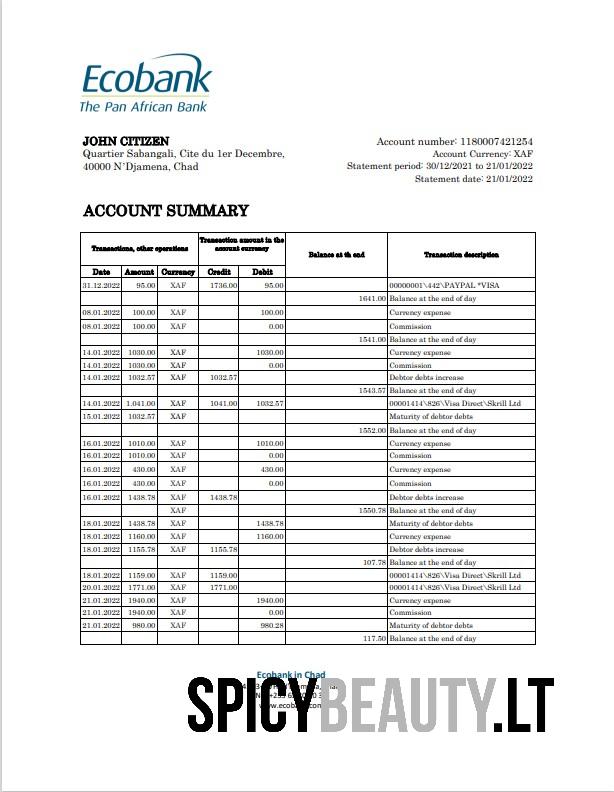 Ecobank
The Pan African Bank
JOHN CITIZEN
Quartier Sabangali, Cite du 1er Decembre,
40000 N'Djamena, Chad
Account number: 1180007421254
Account Currency: XAF
Statement period: 30/12/2021 to 21/01/2022
Statement date: 21/01/2022
ACCOUNT SUMMARY
Transactions, other operations Transaction amount in the account currency Balance at th end Transaction description
Date Amount Currency Credit Debit
31.12.2022 95.00 XAF 1736.00 95.00 00000001\442\PAYPAL *VISA
1641.00 Balance at the end of day
08.01.2022 100.00 XAF 100.00 Currency expense
08.01.2022 100.00 XAF 0.00 Commission
1541.00 Balance at the end of day
14.01.2022 1030.00 XAF 1030.00 Currency expense
14.01.2022 1030.00 XAF 0.00 Commission
14.01.2022 1032.57 XAF 1032.57 Debtor debts increase
1543.57 Balance at the end of day
14.01.2022 1,041.00 XAF 1041.00 1032.57 00001414\826\Visa Direct\Skrill Ltd
15.01.2022 1032.57 XAF Maturity of debtor debts
1552.00 Balance at the end of day
16.01.2022 1010.00 XAF 1010.00 Currency expense
16.01.2022 1010.00 XAF 0.00 Commission
16.01.2022 430.00 XAF 430.00 Currency expense
16.01.2022 430.00 XAF 0.00 Commission
16.01.2022 1438.78 XAF 1438.78 Debtor debts increase
XAF 1550.78 Balance at the end of day
18.01.2022 1438.78 XAF 1438.78 Maturity of debtor debts
18.01.2022 1160.00 XAF 1160.00 Currency expense
18.01.2022 1155.78 XAF 1155.78 Debtor debts increase
107.78 Balance at the end of day
18.01.2022 1159.00 XAF 1159.00 00001414\826\Visa Direct\Skrill Ltd
20.01.2022 1771.00 XAF 1771.00 00001414\826\Visa Direct\Skrill Ltd
21.01.2022 1940.00 XAF 1940.00 Currency expense
21.01.2022 1940.00 XAF 0.00 Commission
21.01.2022 980.00 XAF 980.28 Maturity of debtor debts
117.50 Balance at the end of day
Ecobank in Chad
SPICYBEAUTY.LT